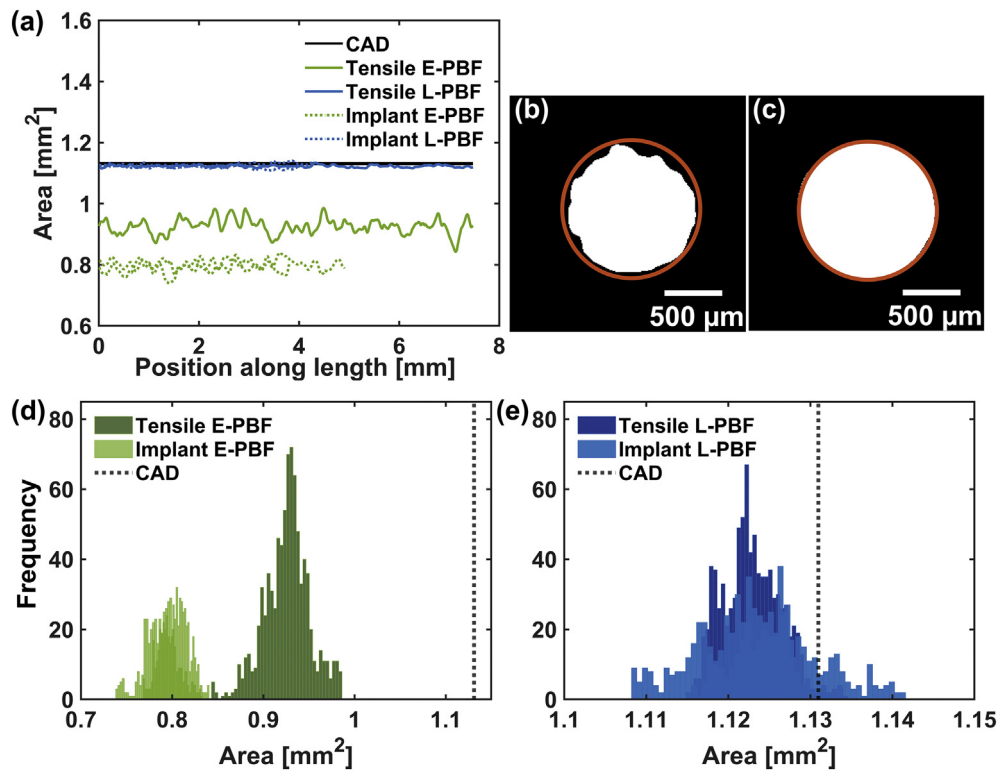 (a)
1.6
1.4
1.2
1
0.8
0.6
Area [mm²]
CAD
Tensile E-PBF
Tensile L-PBF
Implant E-PBF
Implant L-PBF
0 2 4 6 8
Position along length [mm]
(b)
500 µm
(c)
500 µm
(d)
80
60
40
20
0
Frequency
Tensile E-PBF
Implant E-PBF
CAD
0.7 0.8 0.9 1 1.1
Area [mm²]
(e)
80
60
40
20
0
Tensile L-PBF
Implant L-PBF
CAD
1.1 1.11 1.12 1.13 1.14 1.15
Area [mm²]